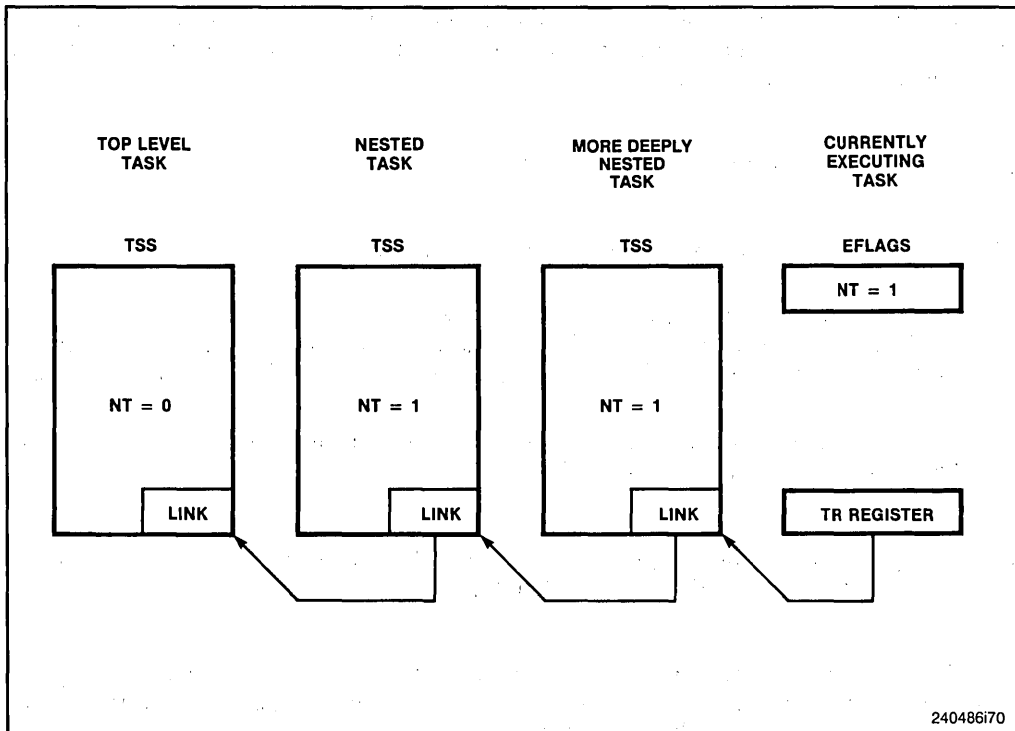 TOP LEVEL
TASK
NESTED
TASK
MORE DEEPLY
NESTED
TASK
CURRENTLY
EXECUTING
TASK
TSS
TSS
TSS
EFLAGS
NT = 1
NT = 0
NT = 1
NT = 1
LINK
LINK
LINK
TR REGISTER
240486i70